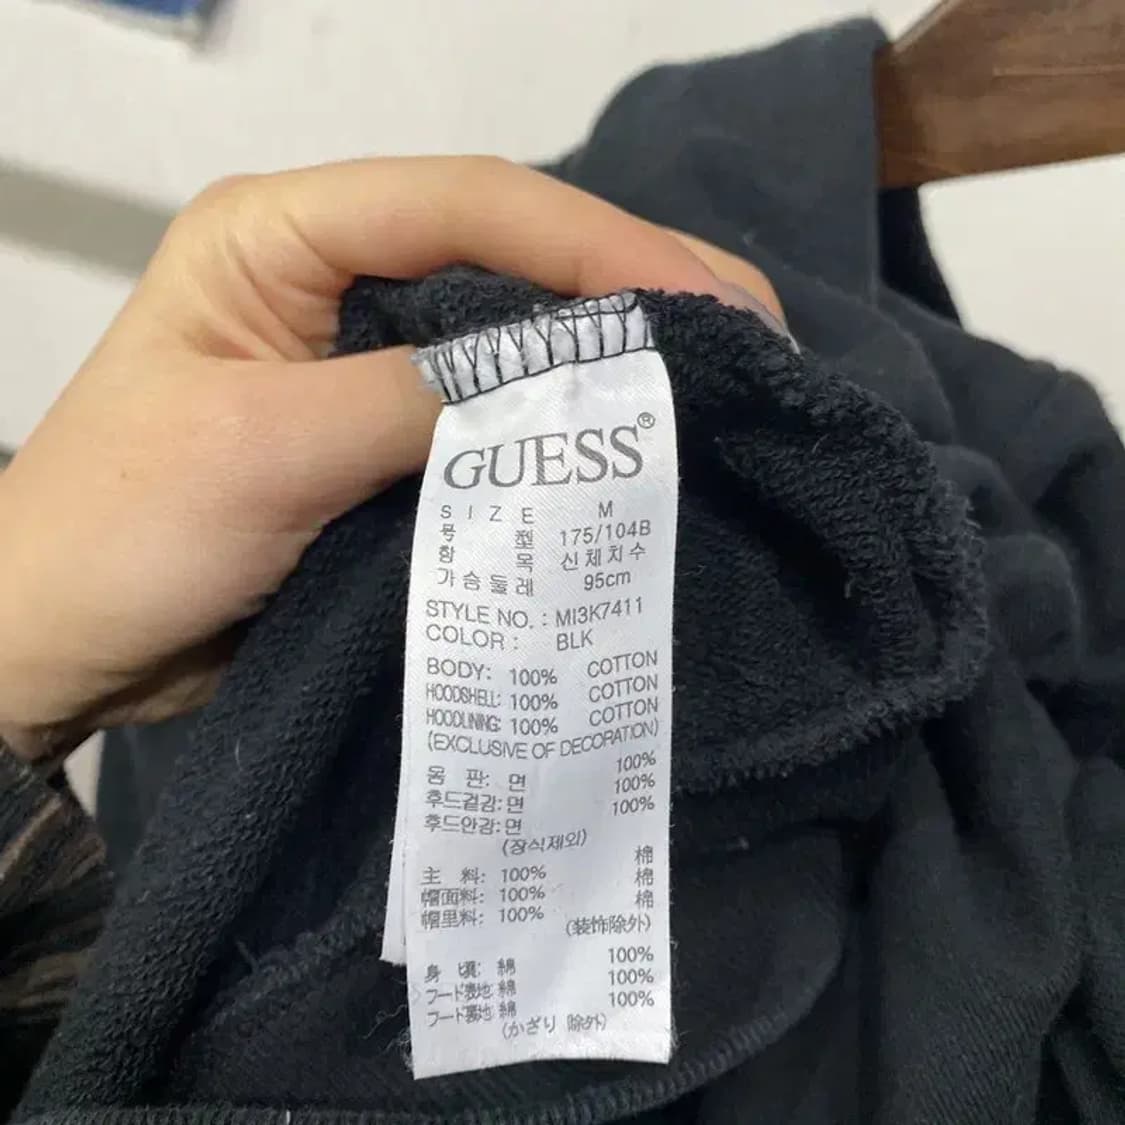 GUESS®
SIZE M
号型 175/104B
항목 신체치수
가슴둘레 95cm
STYLE NO. : MI3K7411
COLOR : BLK
BODY: 100% COTTON
HOODSHELL: 100% COTTON
HOODLINING: 100% COTTON
(EXCLUSIVE OF DECORATION)
몸판: 면 100%
후드겉감: 면 100%
후드안감: 면 100%
(장식제외)
主料: 100% 棉
帽面料: 100% 棉
帽里料: 100% 棉
(装饰除外)
身頃: 綿 100%
フード表地: 綿 100%
フード裏地: 綿 100%
(かざり 除外)